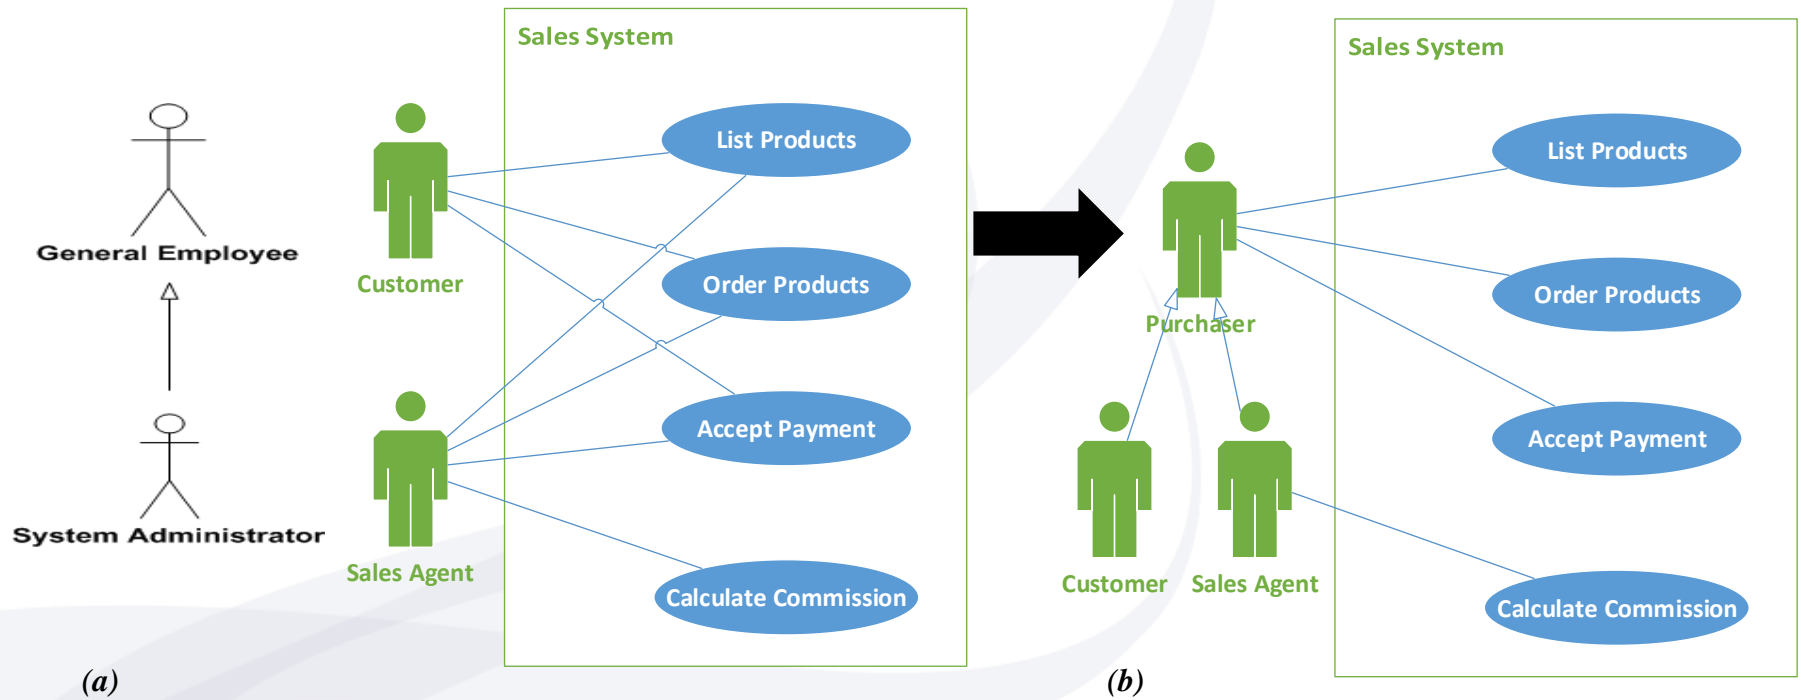 General Employee
System Administrator
(a)
Sales System
Customer
Sales Agent
List Products
Order Products
Accept Payment
Calculate Commission
Sales System
Purchaser
Customer
Sales Agent
List Products
Order Products
Accept Payment
Calculate Commission
(b)